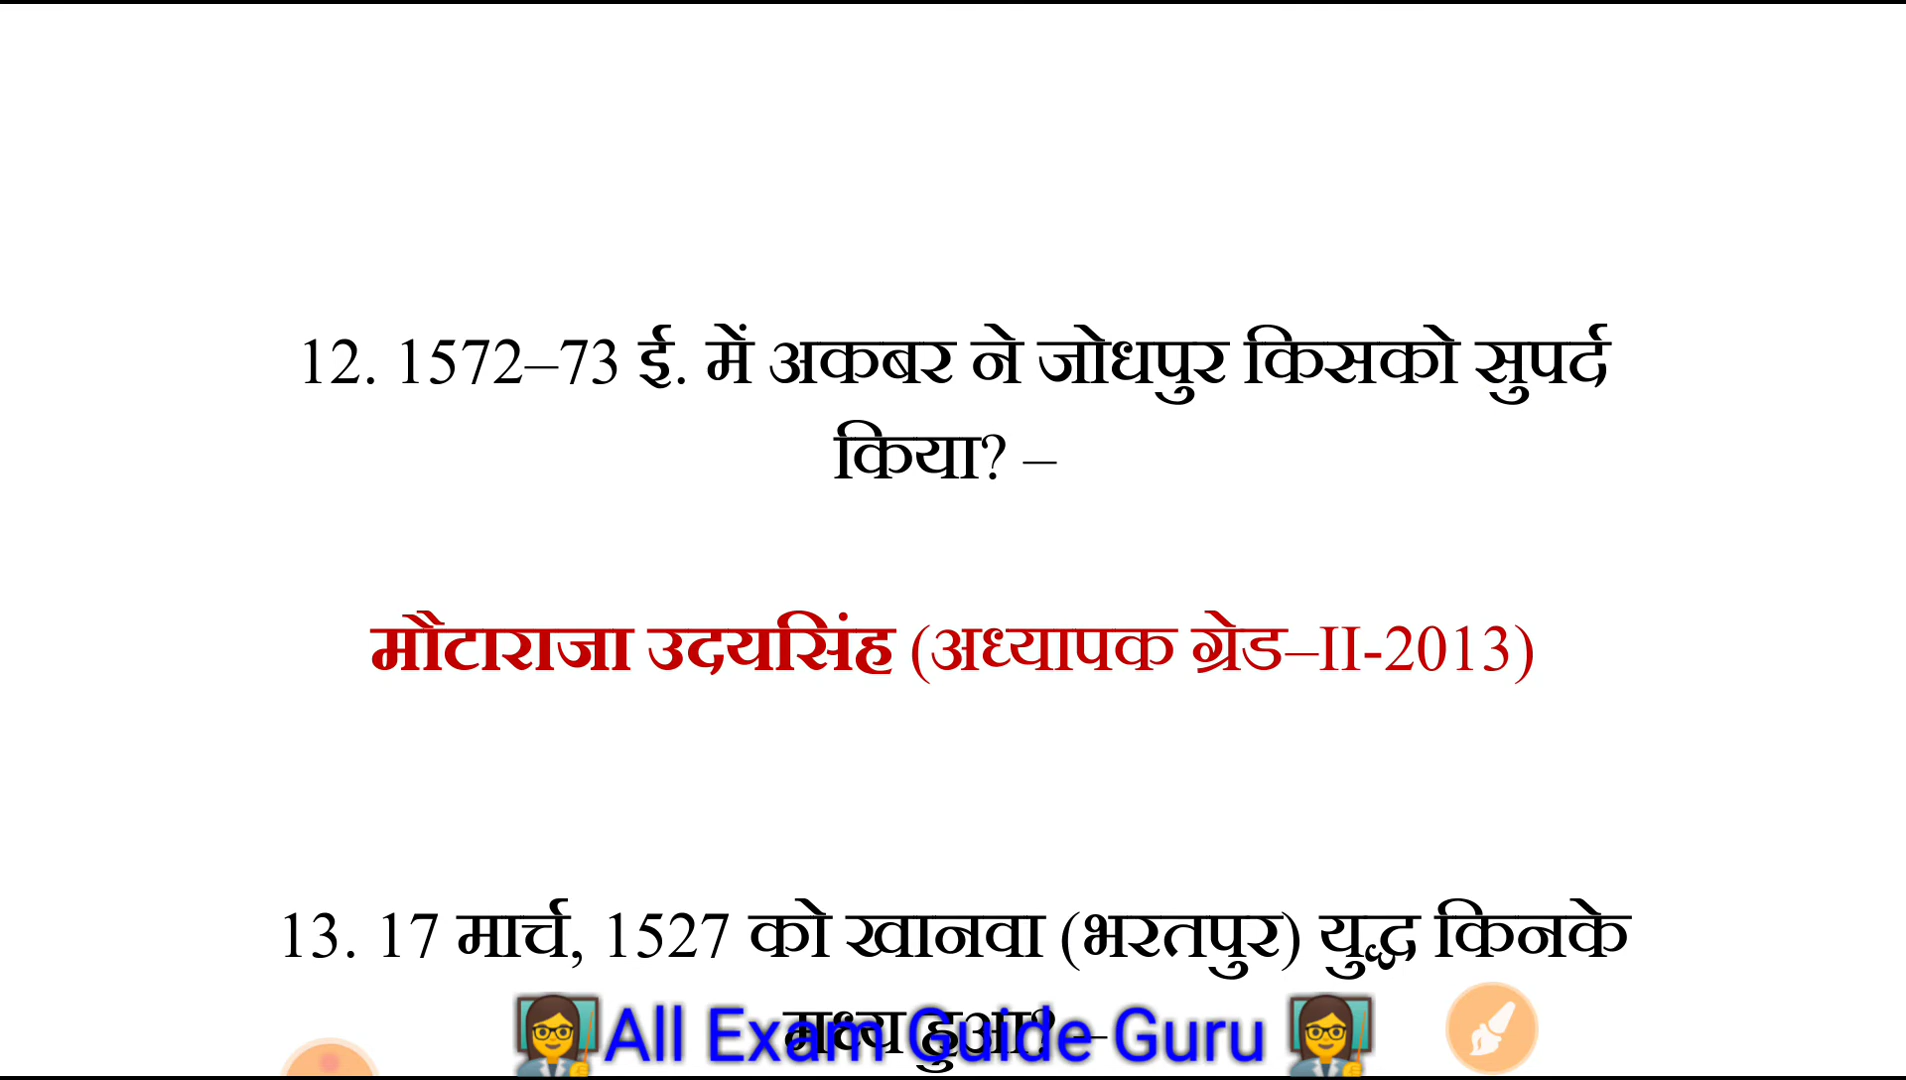 12. 1572–73 ई. में अकबर ने जोधपुर किसको सुपर्द
किया? –
मौटाराजा उदयसिंह (अध्यापक ग्रेड–II-2013)
13. 17 मार्च, 1527 को खानवा (भरतपुर) युद्ध किनके
मध्य हुआ? –
All Exam Guide Guru